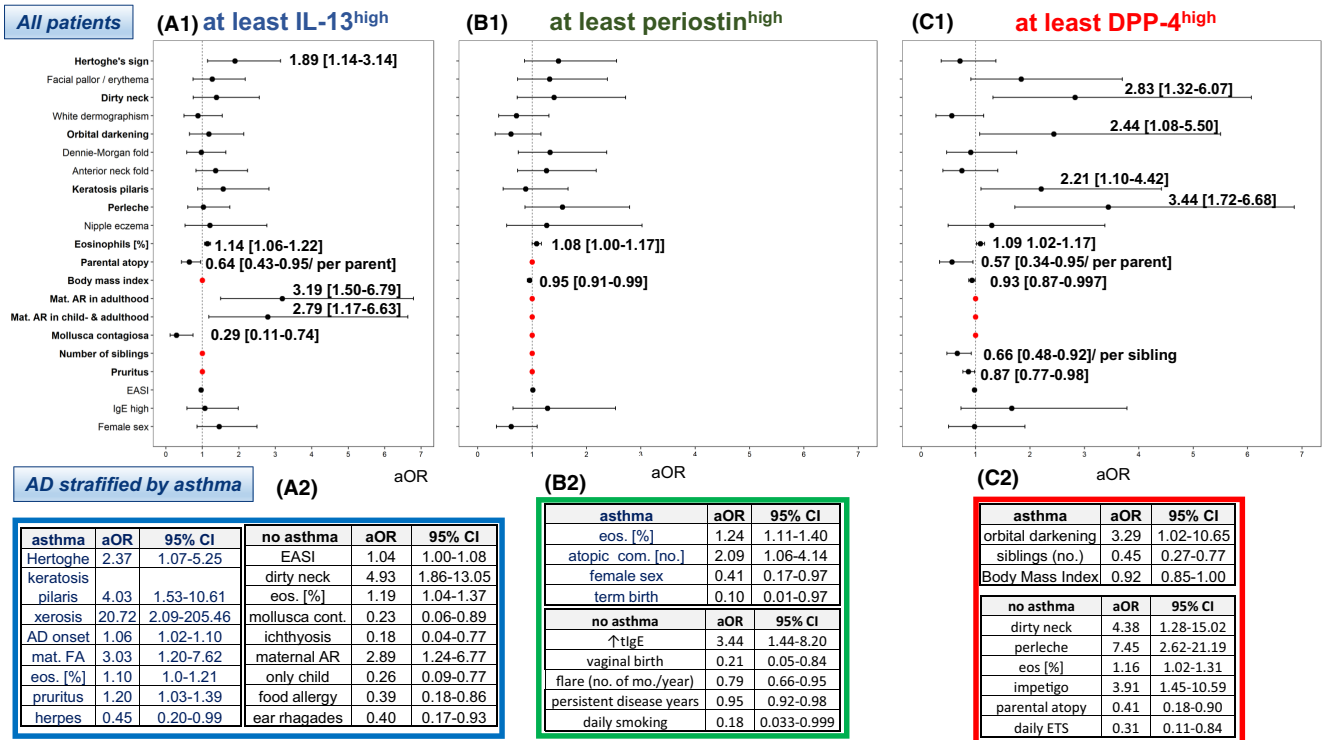 All patients
(A1) at least IL-13high
(B1) at least periostinhigh
(C1) at least DPP-4high
Hertoghe's sign
Facial pallor / erythema
Dirty neck
White dermographism
Orbital darkening
Dennie-Morgan fold
Anterior neck fold
Keratosis pilaris
Perleche
Nipple eczema
Eosinophils [%]
Parental atopy
Body mass index
Mat. AR in adulthood
Mat. AR in child- & adulthood
Mollusca contagiosa
Number of siblings
Pruritus
EASI
IgE high
Female sex
1.89 [1.14-3.14]
1.14 [1.06-1.22]
0.64 [0.43-0.95/ per parent]
3.19 [1.50-6.79]
2.79 [1.17-6.63]
0.29 [0.11-0.74]
0 1 2 3 4 5 6 7
aOR
1.08 [1.00-1.17]]
0.95 [0.91-0.99]
0 1 2 3 4 5 6 7
aOR
2.83 [1.32-6.07]
2.44 [1.08-5.50]
2.21 [1.10-4.42]
3.44 [1.72-6.68]
1.09 1.02-1.17]
0.57 [0.34-0.95/ per parent]
0.93 [0.87-0.997]
0.66 [0.48-0.92]/ per sibling
0.87 [0.77-0.98]
0 1 2 3 4 5 6 7
aOR
AD strafified by asthma
(A2)
asthma aOR 95% CI
Hertoghe 2.37 1.07-5.25
keratosis
pilaris 4.03 1.53-10.61
xerosis 20.72 2.09-205.46
AD onset 1.06 1.02-1.10
mat. FA 3.03 1.20-7.62
eos. [%] 1.10 1.0-1.21
pruritus 1.20 1.03-1.39
herpes 0.45 0.20-0.99
no asthma aOR 95% CI
EASI 1.04 1.00-1.08
dirty neck 4.93 1.86-13.05
eos. [%] 1.19 1.04-1.37
mollusca cont. 0.23 0.06-0.89
ichthyosis 0.18 0.04-0.77
maternal AR 2.89 1.24-6.77
only child 0.26 0.09-0.77
food allergy 0.39 0.18-0.86
ear rhagades 0.40 0.17-0.93
(B2)
asthma aOR 95% CI
eos. [%] 1.24 1.11-1.40
atopic com. [no.] 2.09 1.06-4.14
female sex 0.41 0.17-0.97
term birth 0.10 0.01-0.97
no asthma aOR 95% CI
↑tIgE 3.44 1.44-8.20
vaginal birth 0.21 0.05-0.84
flare (no. of mo./year) 0.79 0.66-0.95
persistent disease years 0.95 0.92-0.98
daily smoking 0.18 0.033-0.999
(C2)
asthma aOR 95% CI
orbital darkening 3.29 1.02-10.65
siblings (no.) 0.45 0.27-0.77
Body Mass Index 0.92 0.85-1.00
no asthma aOR 95% CI
dirty neck 4.38 1.28-15.02
perleche 7.45 2.62-21.19
eos [%] 1.16 1.02-1.31
impetigo 3.91 1.45-10.59
parental atopy 0.41 0.18-0.90
daily ETS 0.31 0.11-0.84